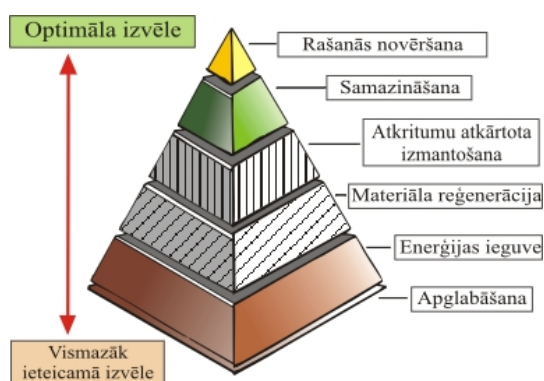 Optimāla izvēle
Rašanās novēršana
Samazināšana
Atkritumu atkārtota
izmantošana
Materiāla reģenerācija
Enerģijas ieguve
Apglabāšana
Vismazāk
ieteicamā izvēle